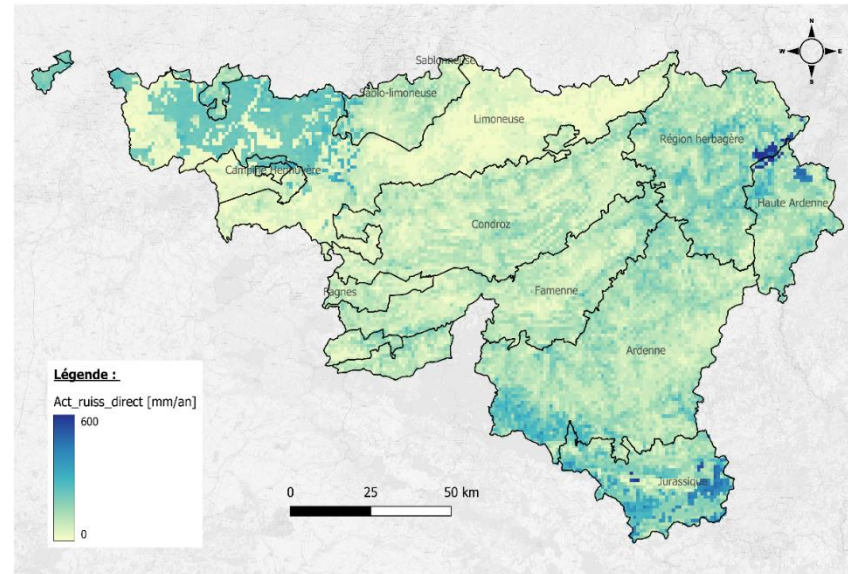 N
W E
S
Sablonneuse
Sablo-limoneuse
Limoneuse
Région herbagère
Campine Hennuyère
Haute Ardenne
Condroz
Fagnes
Famenne
Ardenne
Jurassique
Légende :
Act_ruiss_direct [mm/an]
600
0
0 25 50 km